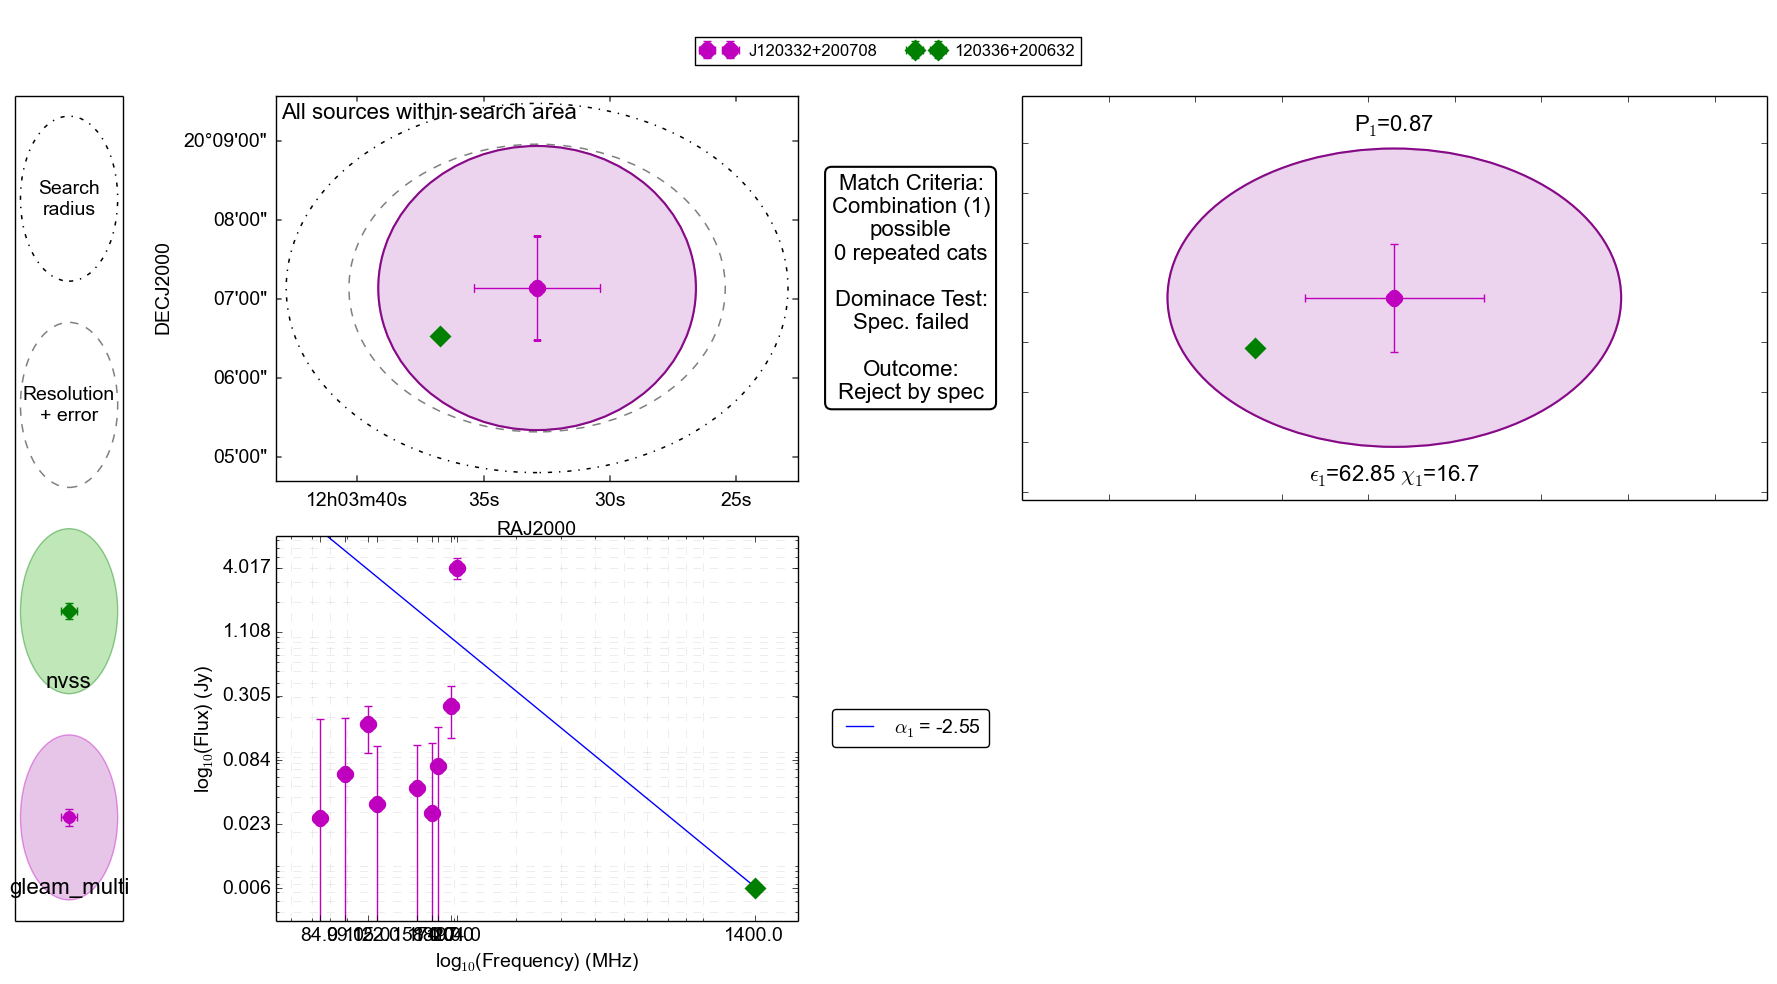 J120332+200708
120336+200632
Search
radius
Resolution
+ error
nvss
gleam_multi
All sources within search area
20°09'00"
08'00"
07'00"
06'00"
05'00"
DECJ2000
12h03m40s
35s
30s
25s
RAJ2000
Match Criteria:
Combination (1)
possible
0 repeated cats
Dominace Test:
Spec. failed
Outcome:
Reject by spec
P₁=0.87
ϵ₁=62.85 χ₁=16.7
4.017
1.108
0.305
0.084
0.023
0.006
log₁₀(Flux) (Jy)
84.0
1400.0
log₁₀(Frequency) (MHz)
α₁ = -2.55